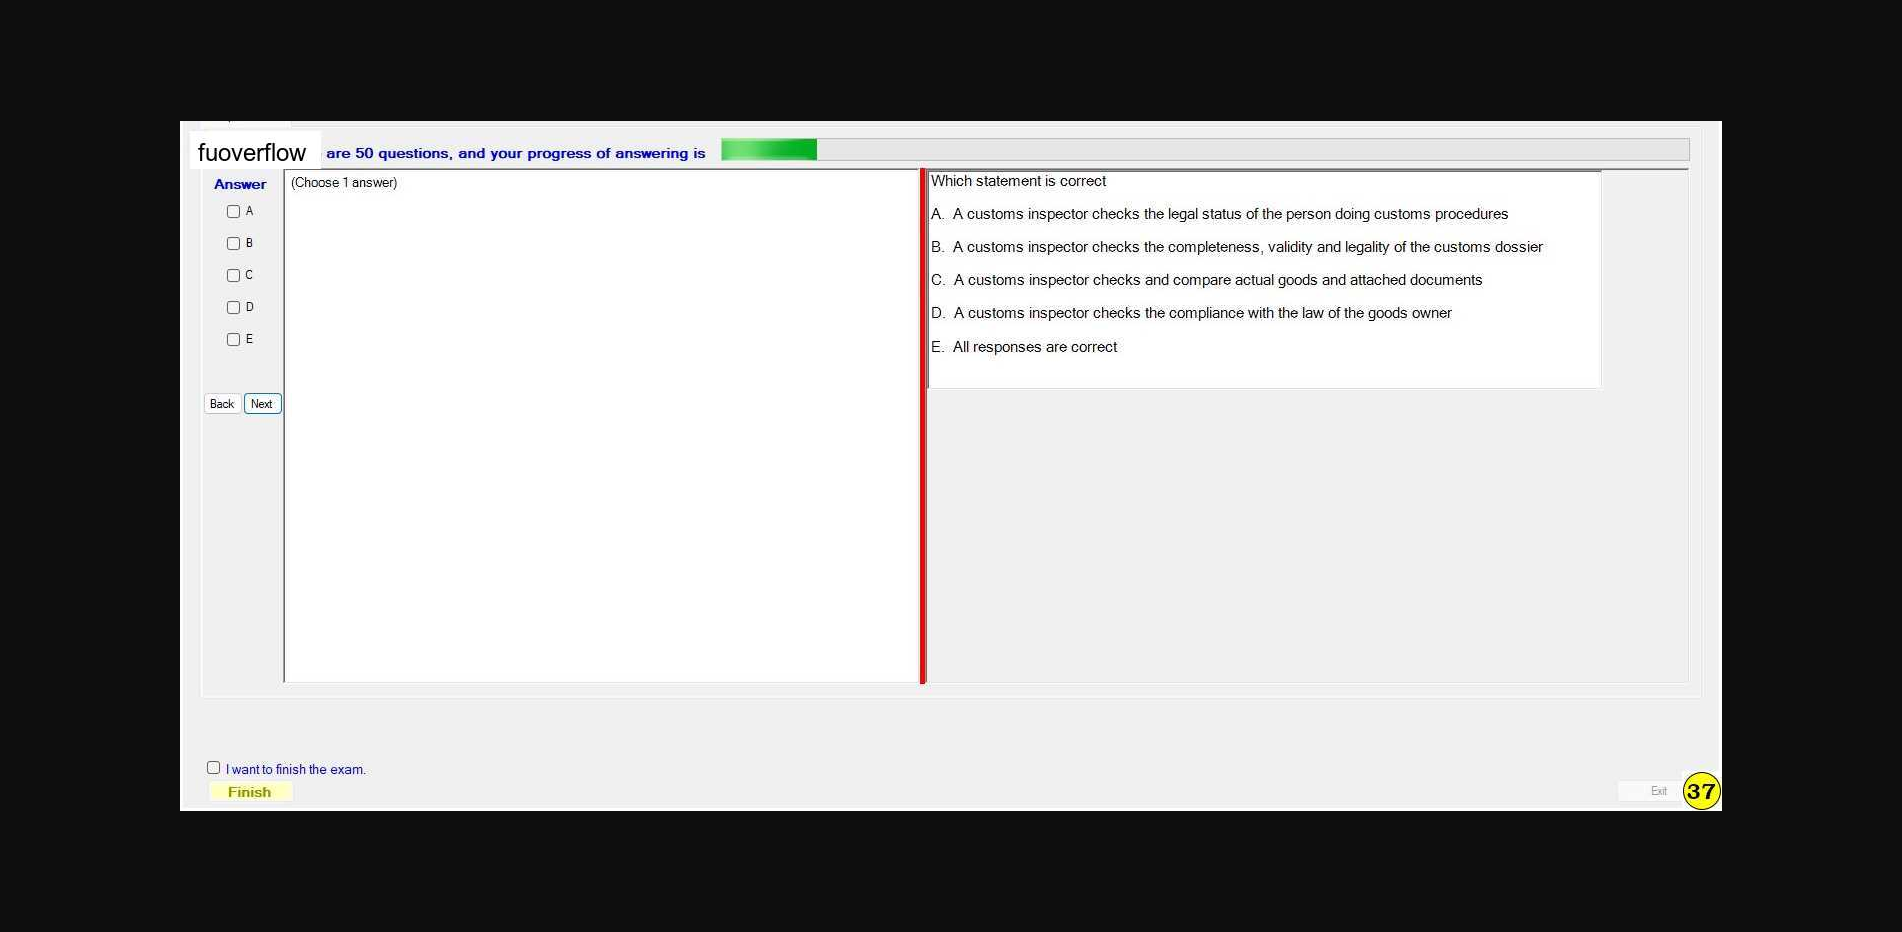 fuoverflow are 50 questions, and your progress of answering is
Answer
A
B
C
D
E
Back Next
(Choose 1 answer)
Which statement is correct
A. A customs inspector checks the legal status of the person doing customs procedures
B. A customs inspector checks the completeness, validity and legality of the customs dossier
C. A customs inspector checks and compare actual goods and attached documents
D. A customs inspector checks the compliance with the law of the goods owner
E. All responses are correct
I want to finish the exam.
Finish
Exit
37